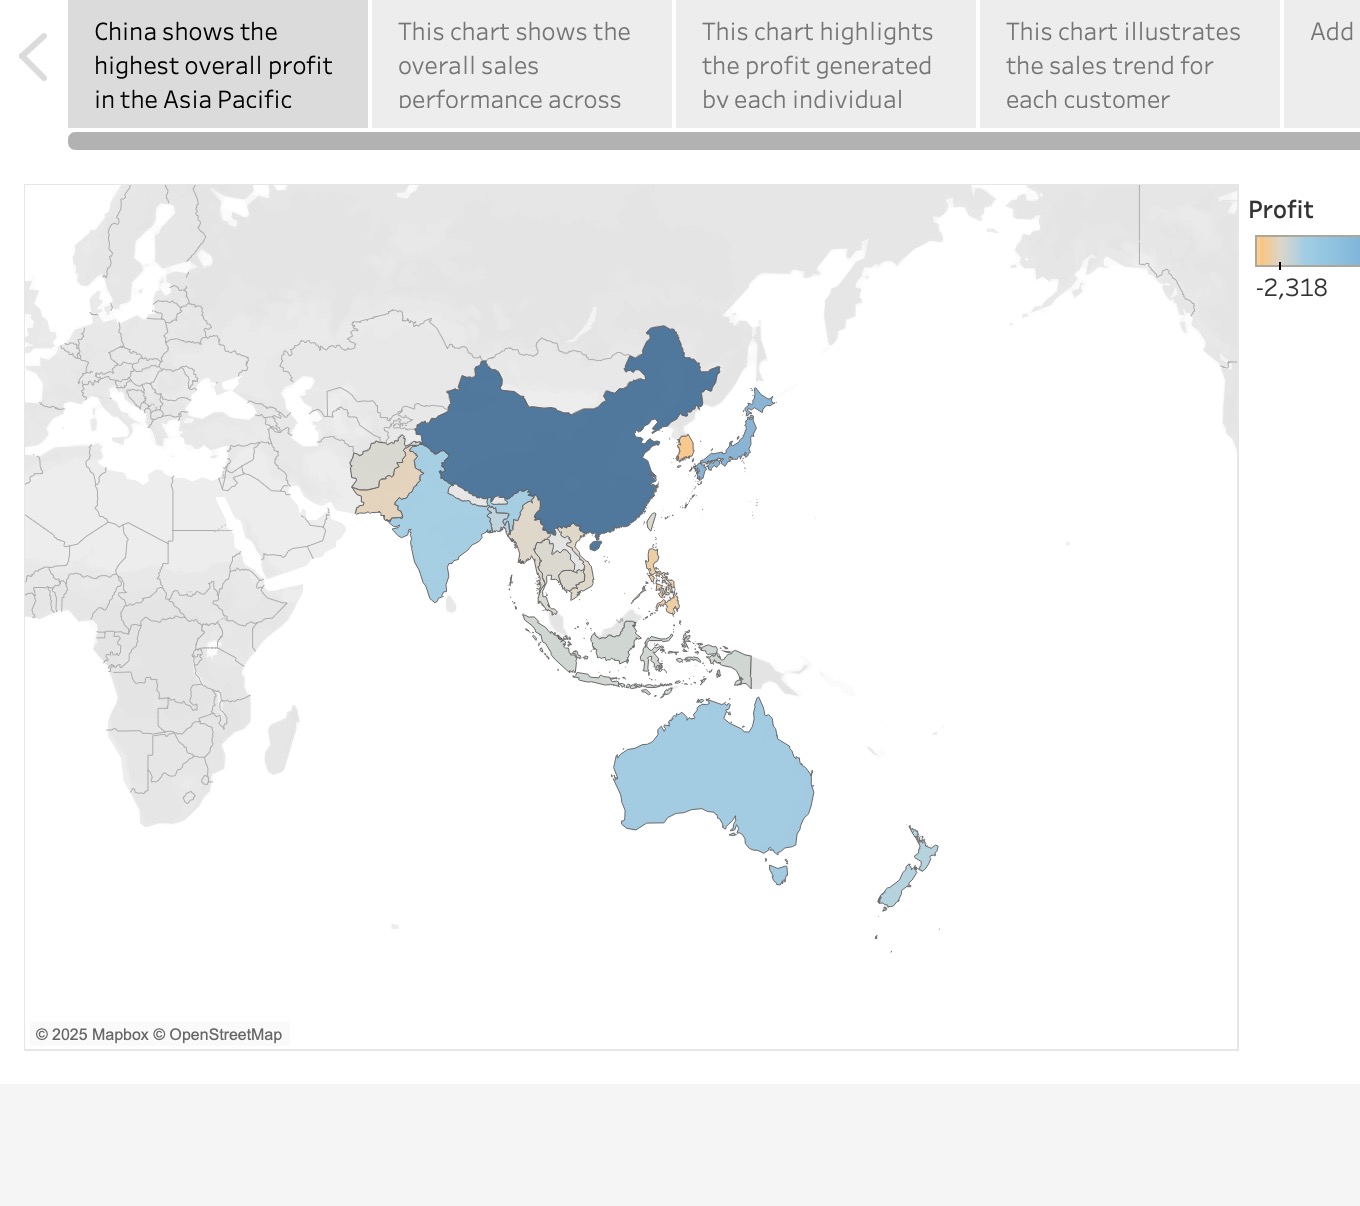 China shows the
highest overall profit
in the Asia Pacific
This chart shows the
overall sales
performance across
This chart highlights
the profit generated
by each individual
This chart illustrates
the sales trend for
each customer
Add
Profit
-2,318
© 2025 Mapbox © OpenStreetMap